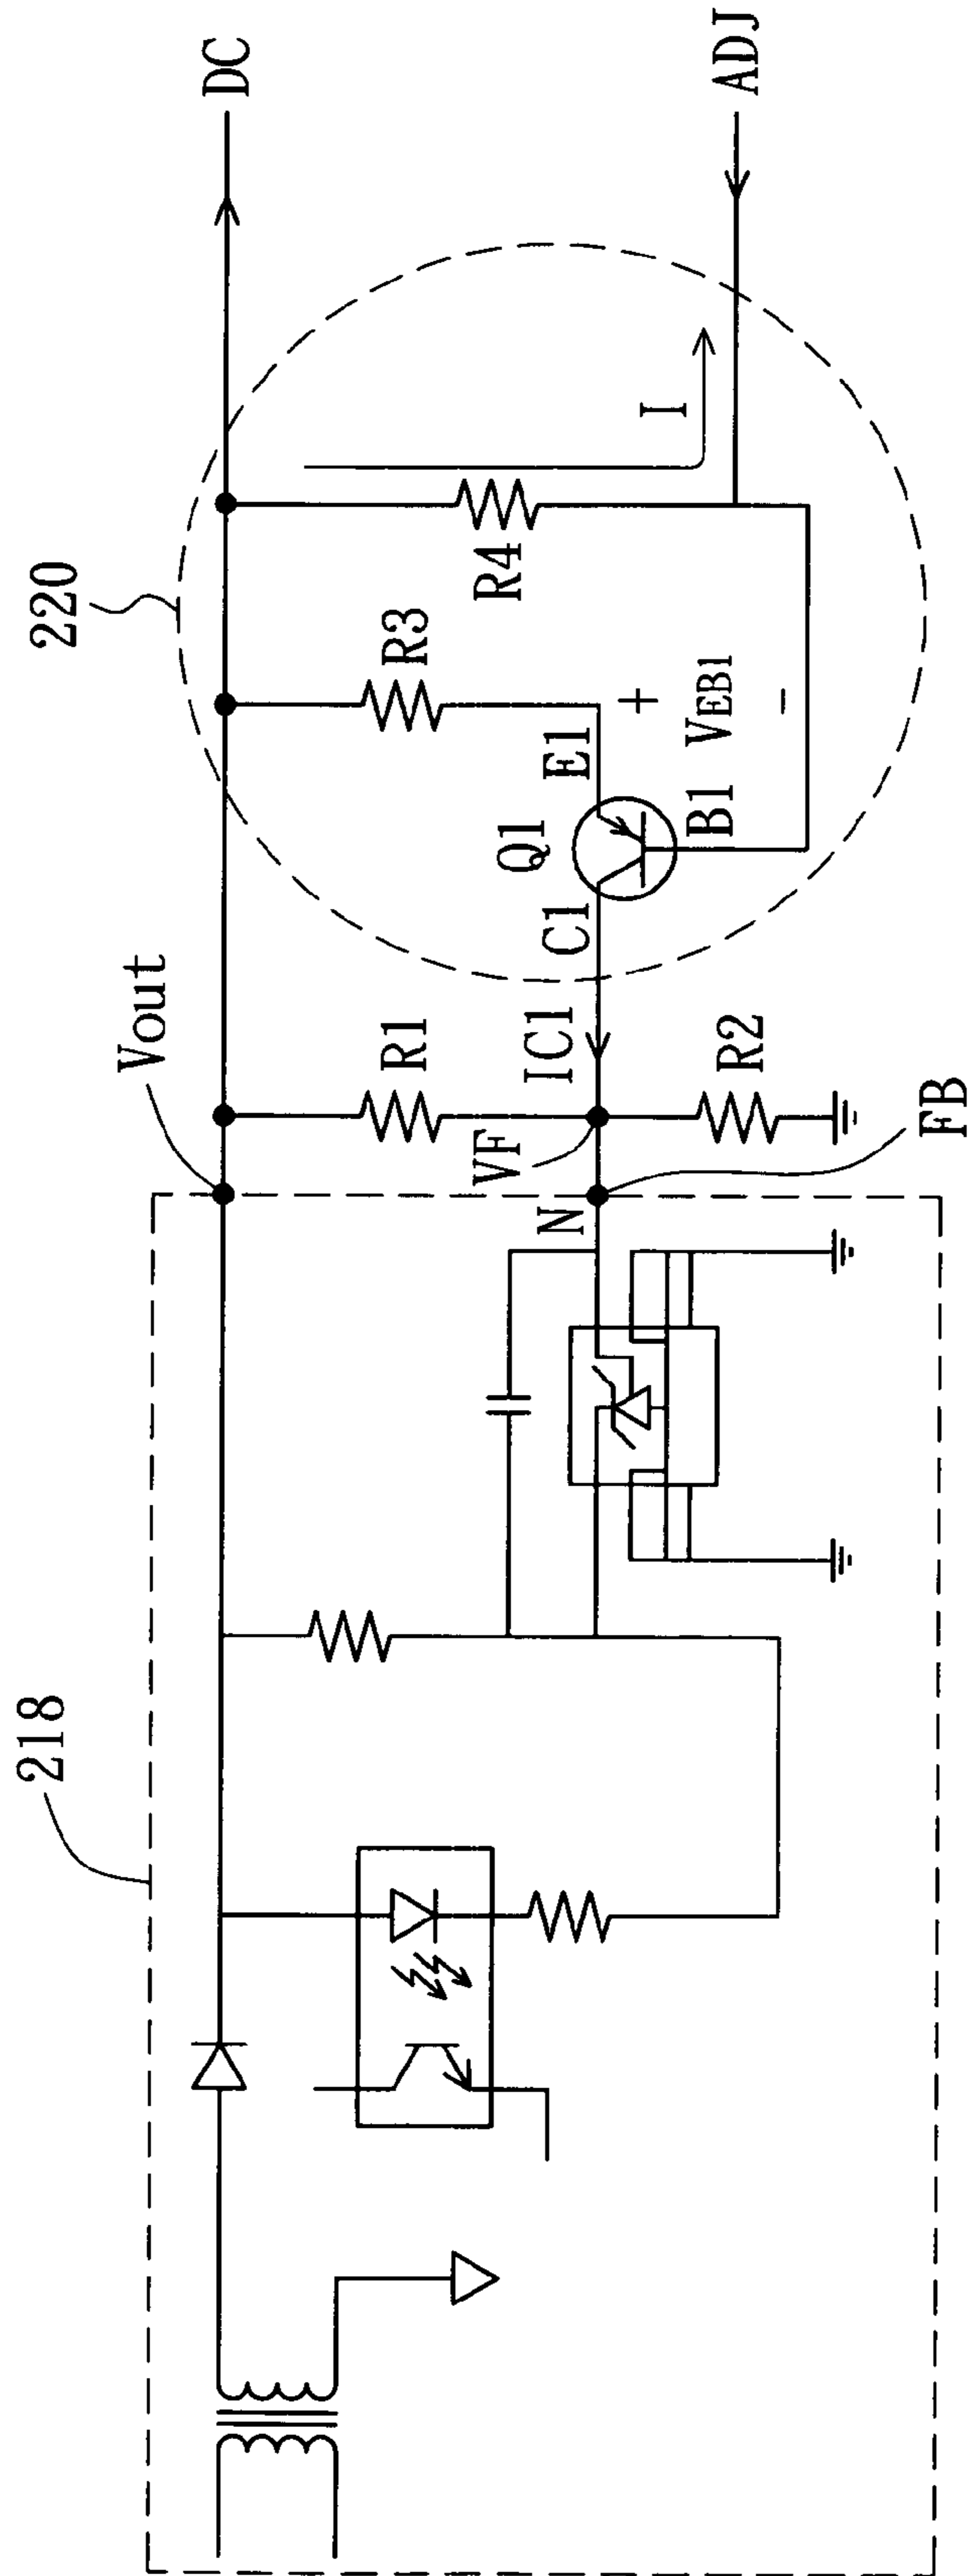 220
DC
Vout
R3
R4
I
ADJ
R1
Q1
E1
+
VEB1
-
C1
B1
IC1
VF
R2
N
FB
218